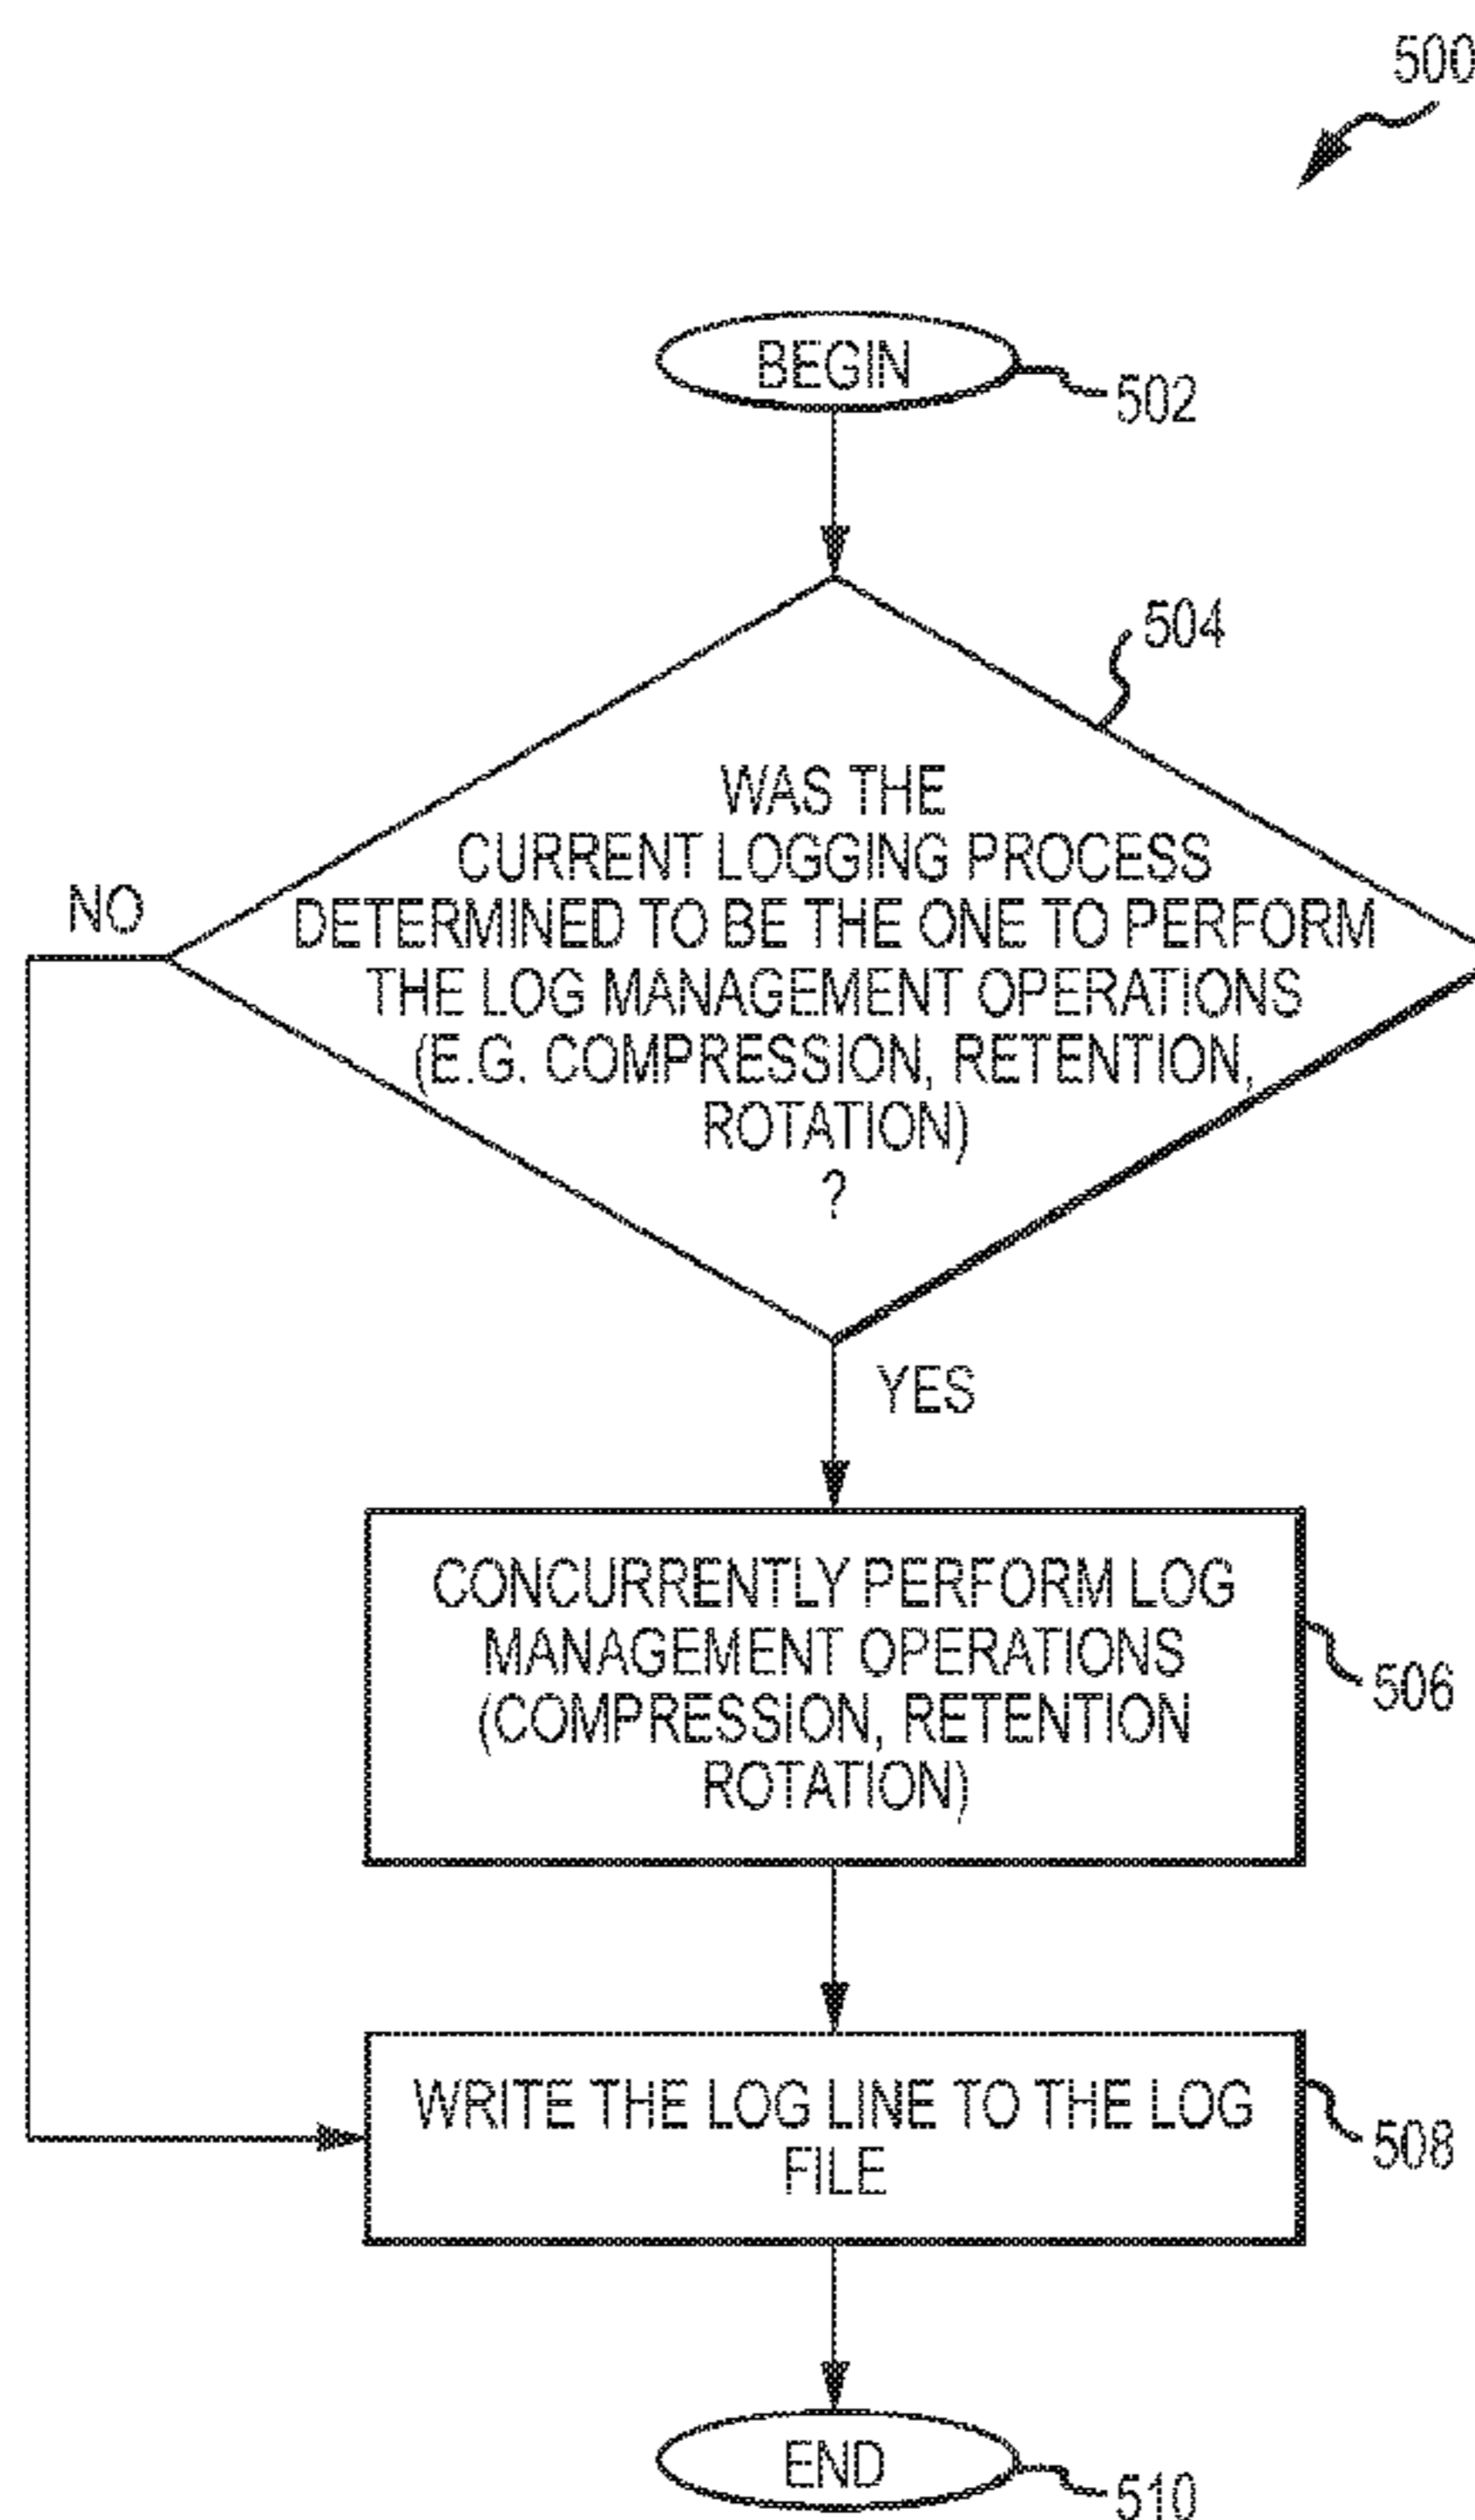 500
BEGIN
502
504
WAS THE
CURRENT LOGGING PROCESS
DETERMINED TO BE THE ONE TO PERFORM
THE LOG MANAGEMENT OPERATIONS
(E.G. COMPRESSION, RETENTION,
ROTATION)
?
NO
YES
CONCURRENTLY PERFORM LOG
MANAGEMENT OPERATIONS
(COMPRESSION, RETENTION
ROTATION)
506
WRITE THE LOG LINE TO THE LOG
FILE
508
END
510